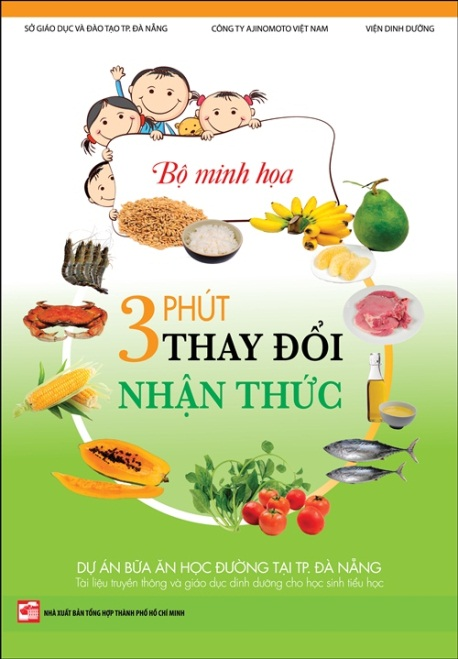 SỞ GIÁO DỤC VÀ ĐÀO TẠO TP. ĐÀ NẴNG
CÔNG TY AJINOMOTO VIỆT NAM
VIỆN DINH DƯỠNG
Bộ minh họa
3 PHÚT
THAY ĐỔI
NHẬN THỨC
DỰ ÁN BỮA ĂN HỌC ĐƯỜNG TẠI TP. ĐÀ NẴNG
Tài liệu truyền thông và giáo dục dinh dưỡng cho học sinh tiểu học
NHÀ XUẤT BẢN TỔNG HỢP THÀNH PHỐ HỒ CHÍ MINH